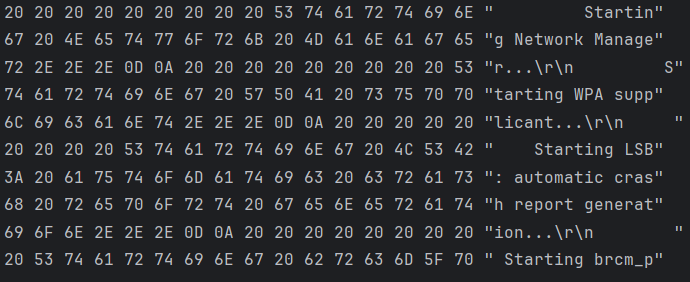 20 20 20 20 20 20 20 20 20 53 74 61 72 74 69 6E "         Startin"
67 20 4E 65 74 77 6F 72 6B 20 4D 61 6E 61 67 65 "g Network Manage"
72 2E 2E 2E 0D 0A 20 20 20 20 20 20 20 20 20 53 "r...\r\n         S"
74 61 72 74 69 6E 67 20 57 50 41 20 73 75 70 70 "tarting WPA supp"
6C 69 63 61 6E 74 2E 2E 2E 0D 0A 20 20 20 20 20 "licant...\r\n     "
20 20 20 20 53 74 61 72 74 69 6E 67 20 4C 53 42 "    Starting LSB"
3A 20 61 75 74 6F 6D 61 74 69 63 20 63 72 61 73 ": automatic cras"
68 20 72 65 70 6F 72 74 20 67 65 6E 65 72 61 74 "h report generat"
69 6F 6E 2E 2E 2E 0D 0A 20 20 20 20 20 20 20 20 "ion...\r\n        "
20 53 74 61 72 74 69 6E 67 20 62 72 63 6D 5F 70 " Starting brcm_p"